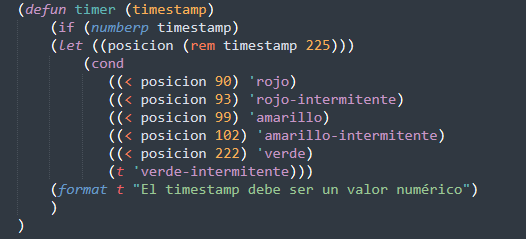 (defun timer (timestamp)
(if (numberp timestamp)
(let ((posicion (rem timestamp 225)))
(cond
((< posicion 90) 'rojo)
((< posicion 93) 'rojo-intermitente)
((< posicion 99) 'amarillo)
((< posicion 102) 'amarillo-intermitente)
((< posicion 222) 'verde)
(t 'verde-intermitente)))
(format t "El timestamp debe ser un valor numérico")
)
)